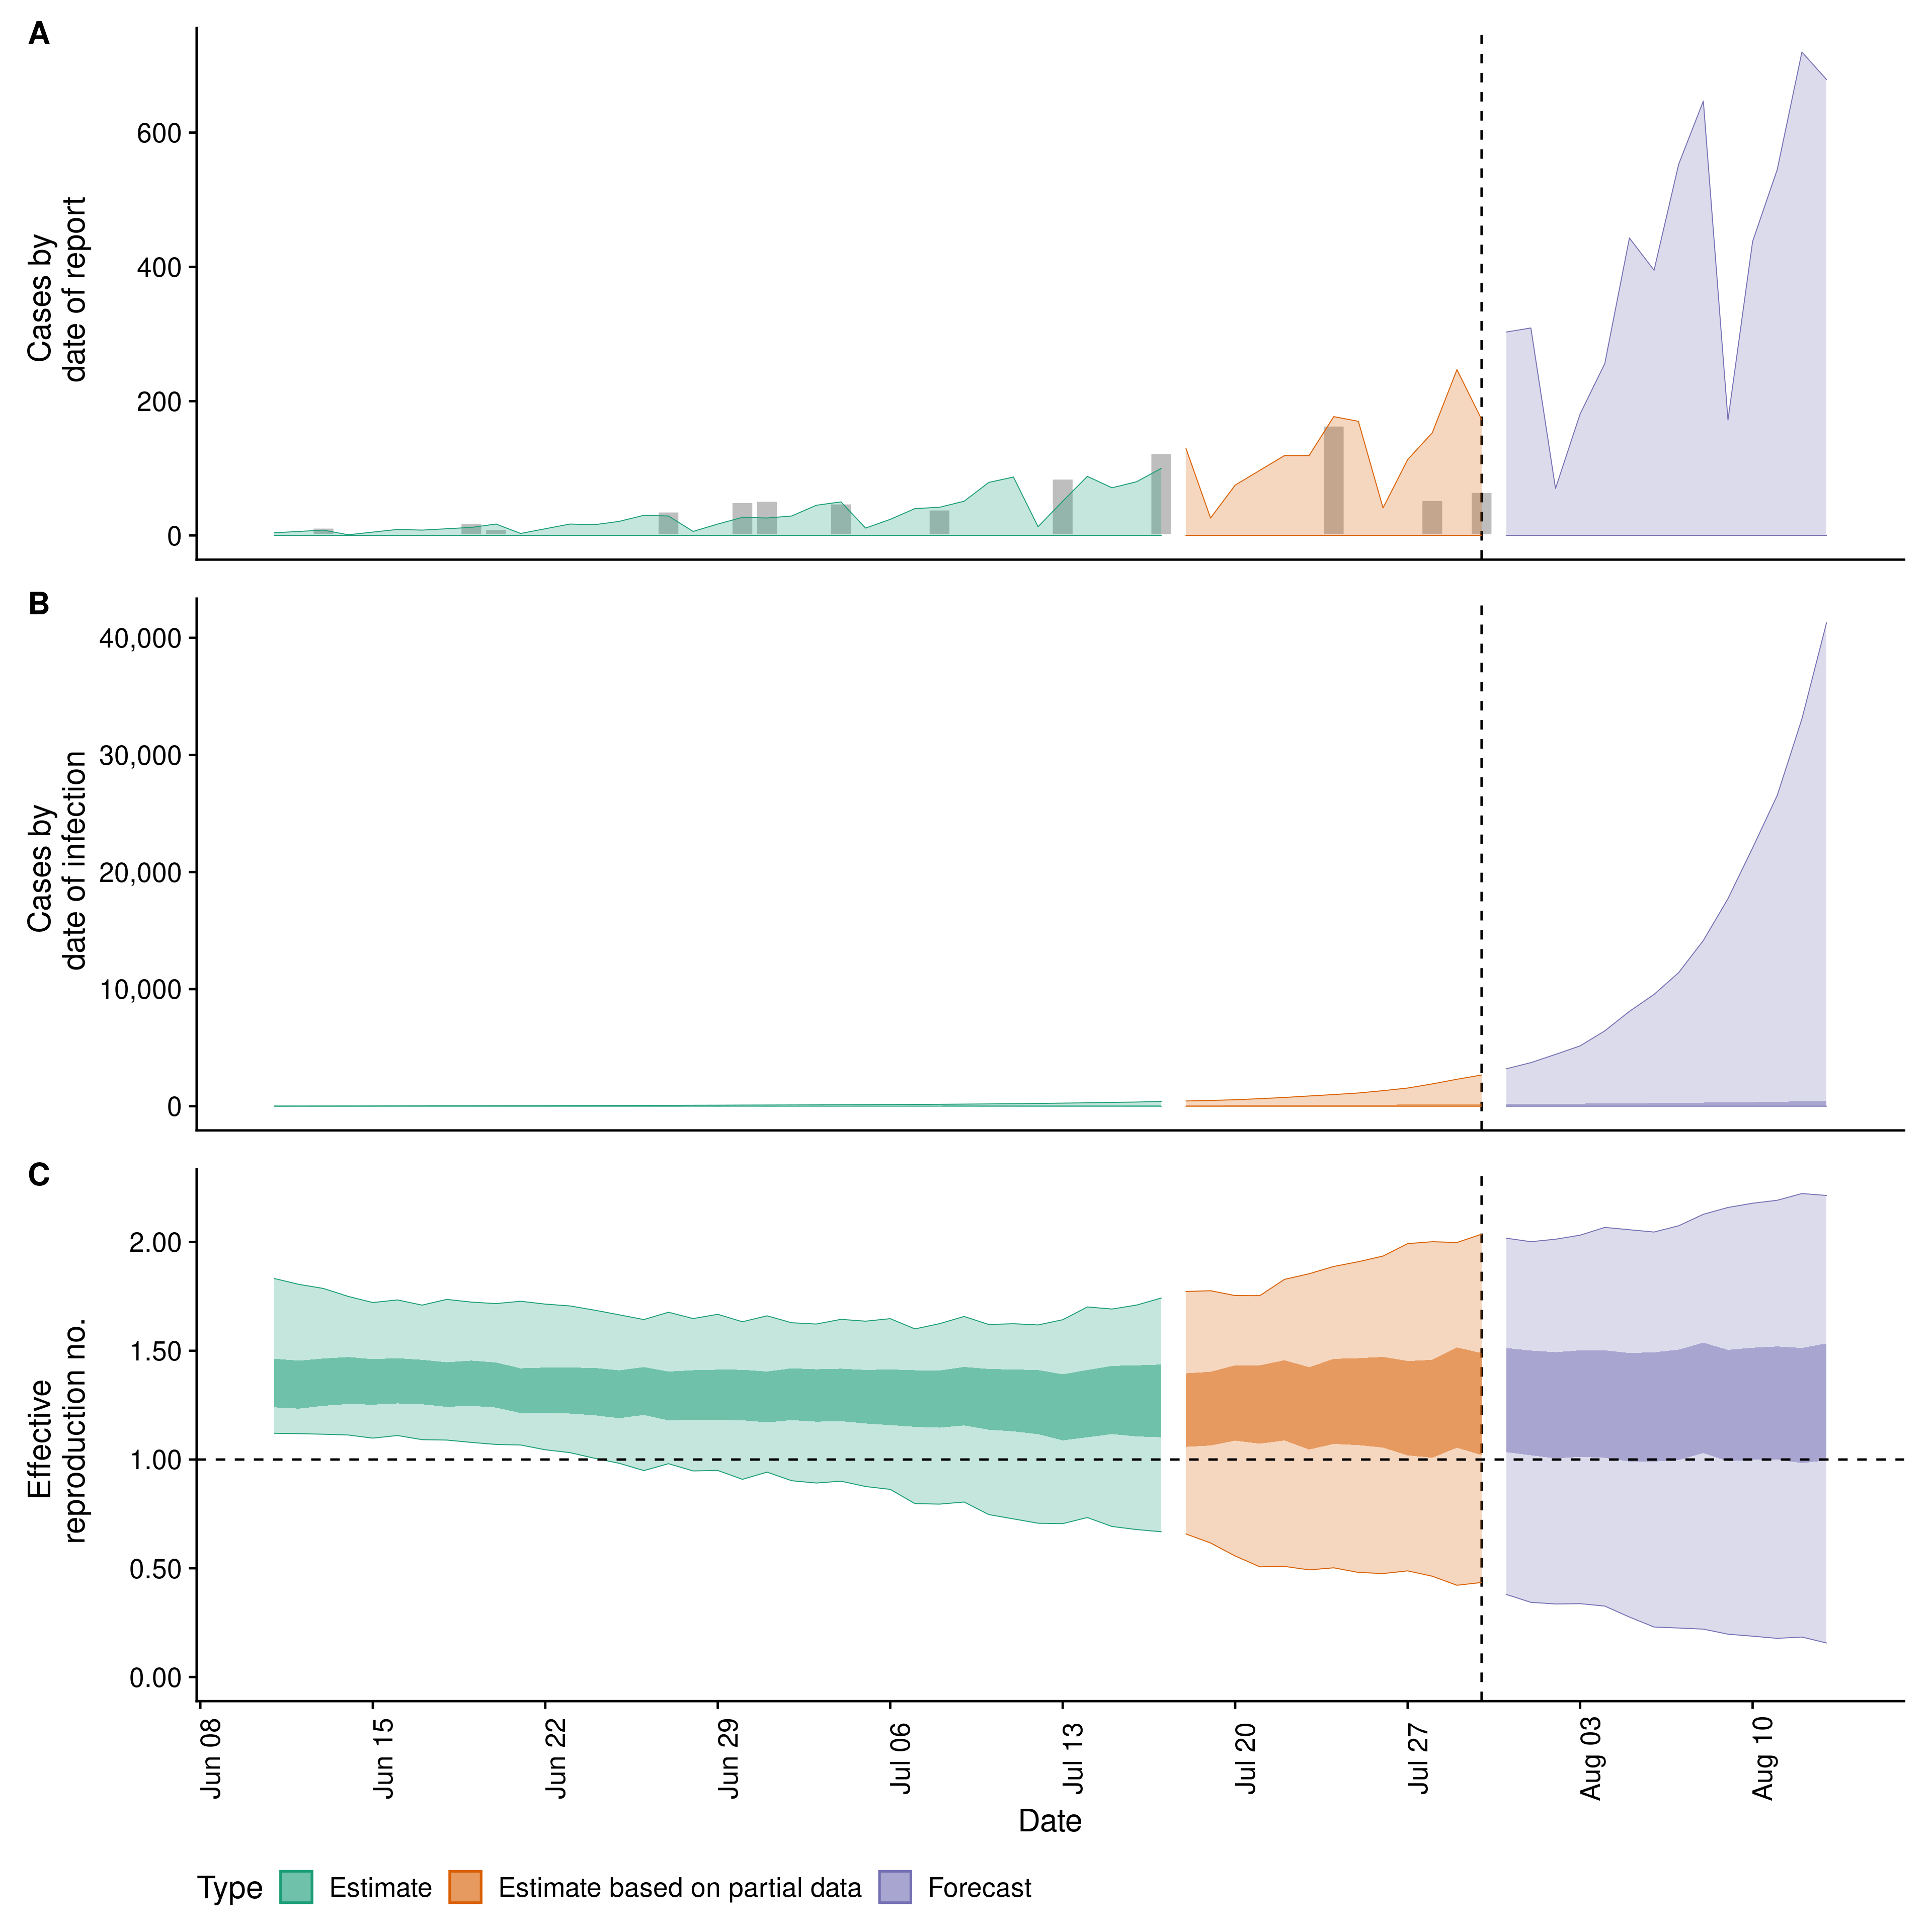 A
Cases by
date of report
600
400
200
0
B
Cases by
date of infection
40,000
30,000
20,000
10,000
0
C
Effective
reproduction no.
2.00
1.50
1.00
0.50
0.00
Jun 08
Jun 15
Jun 22
Jun 29
Jul 06
Jul 13
Jul 20
Jul 27
Aug 03
Aug 10
Date
Type Estimate Estimate based on partial data Forecast